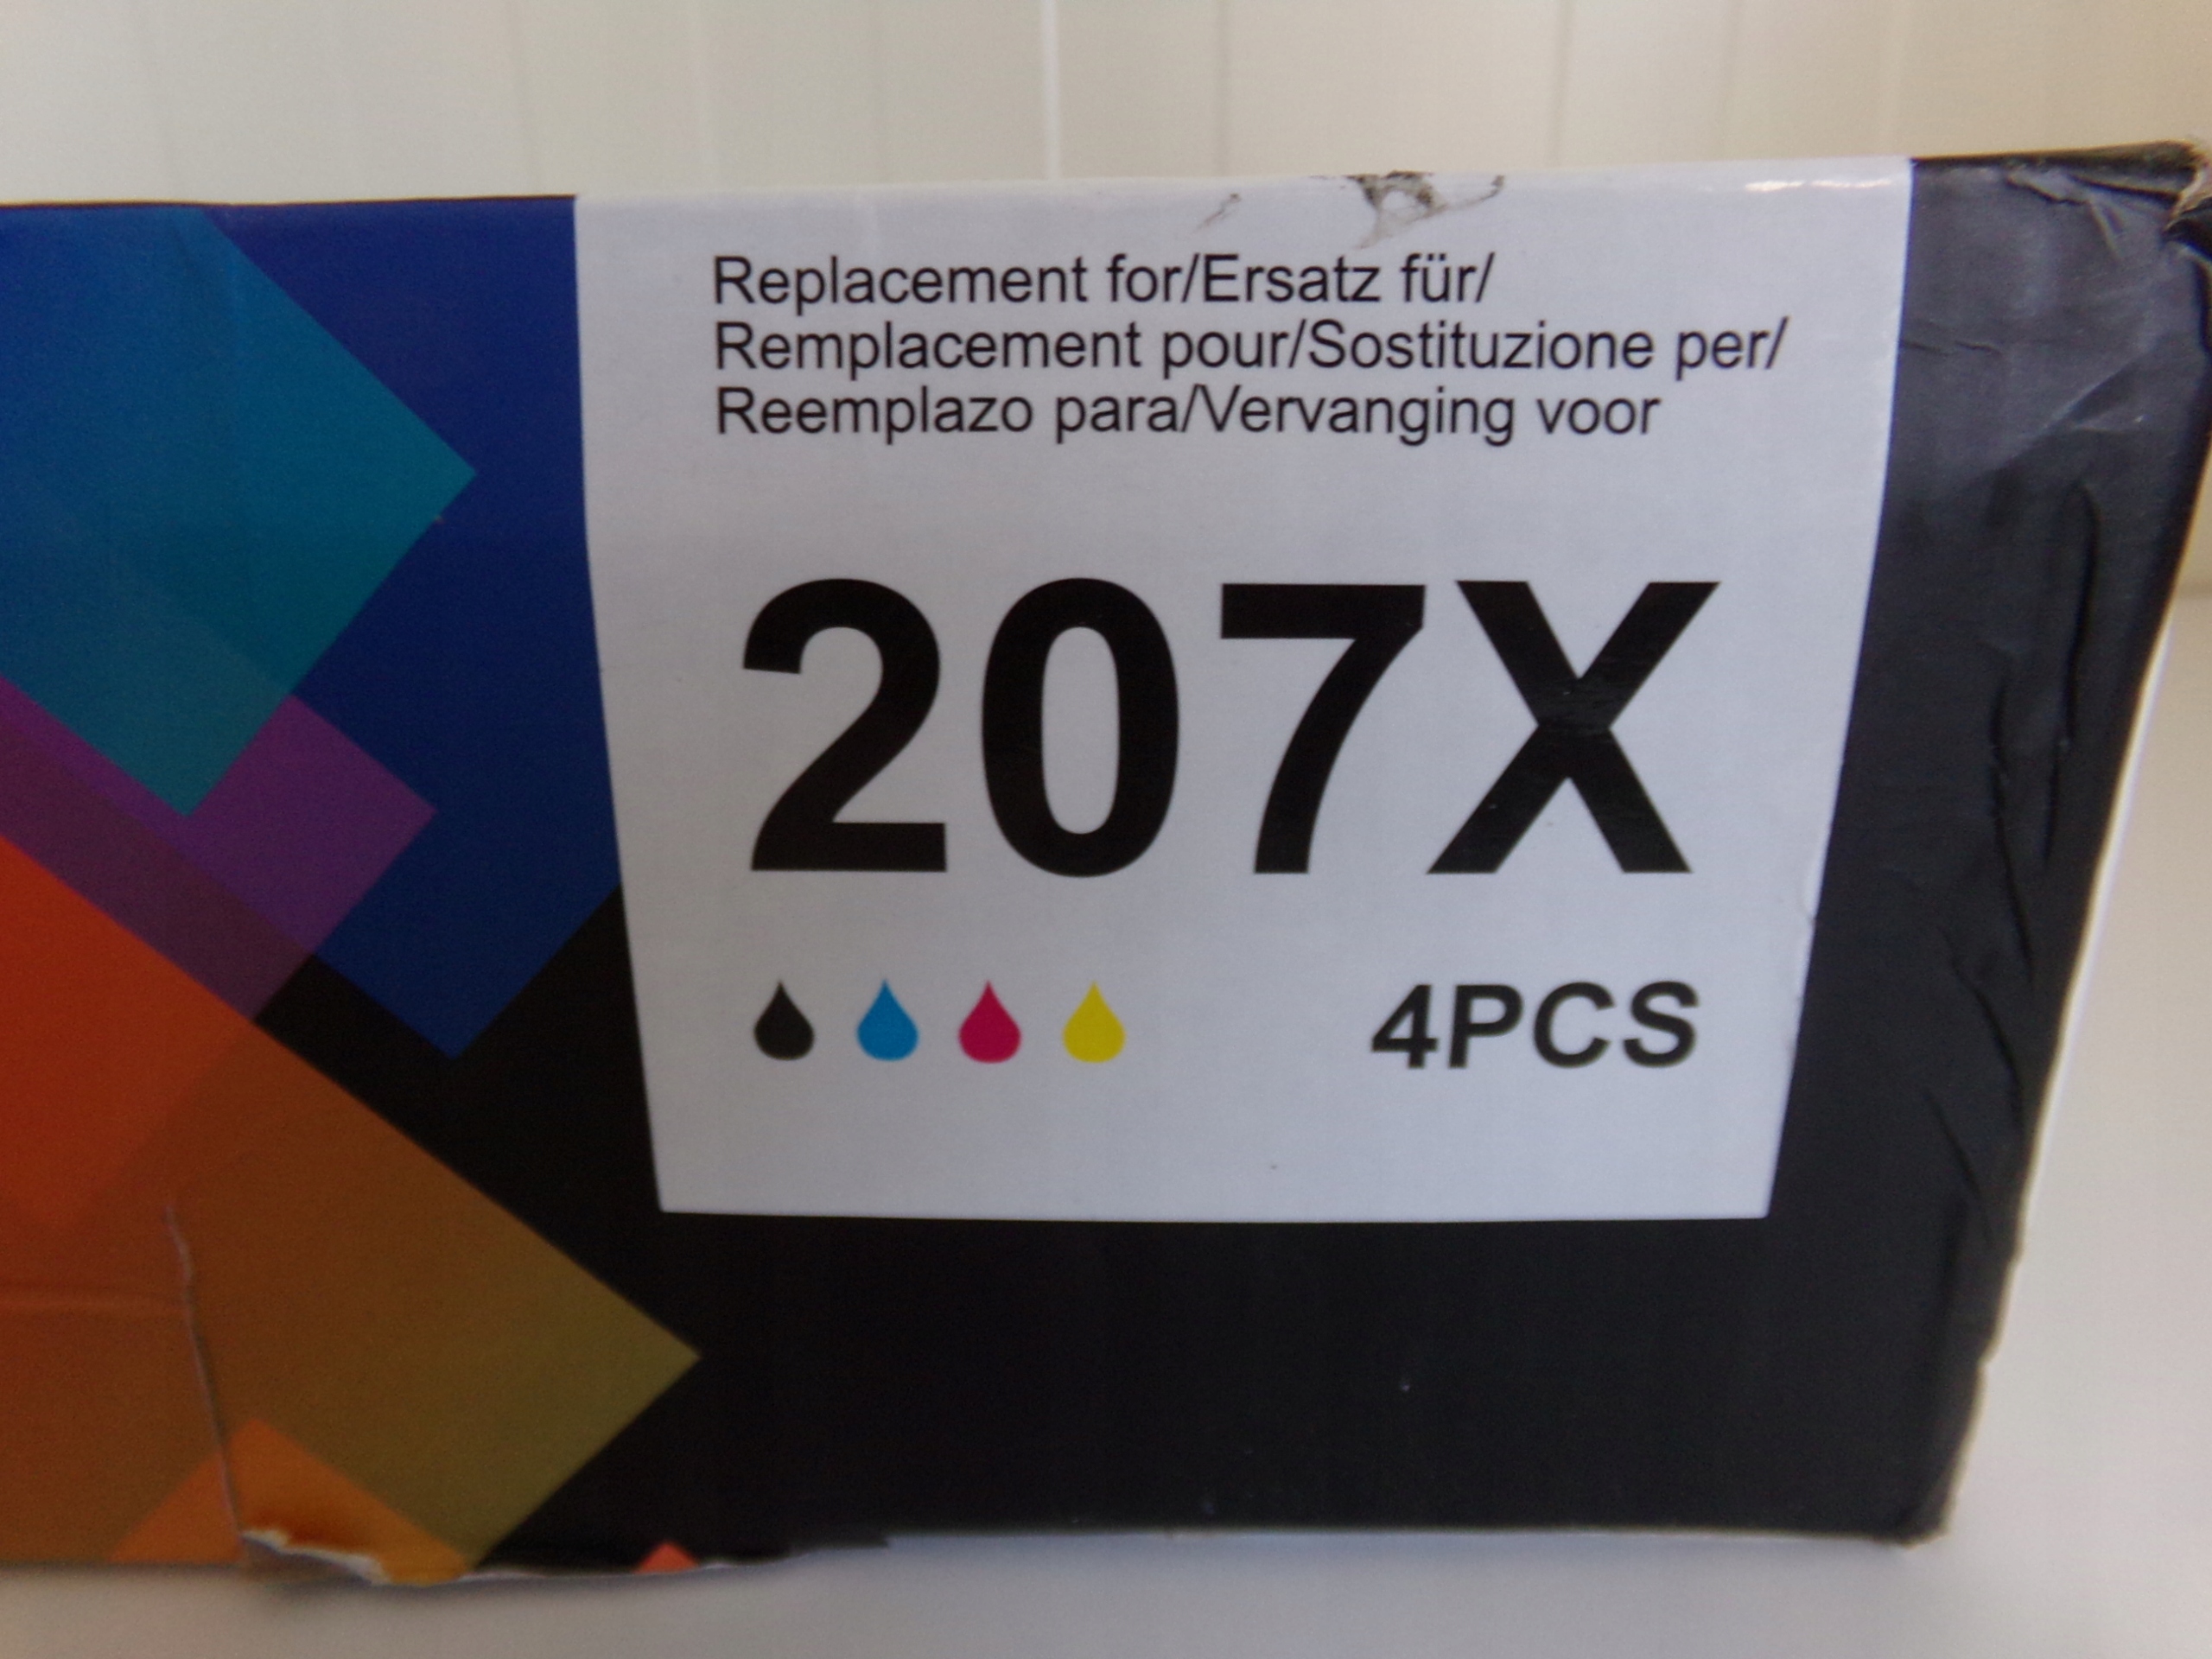 Replacement for/Ersatz für/
Remplacement pour/Sostituzione per/
Reemplazo para/Vervanging voor
207X
4PCS